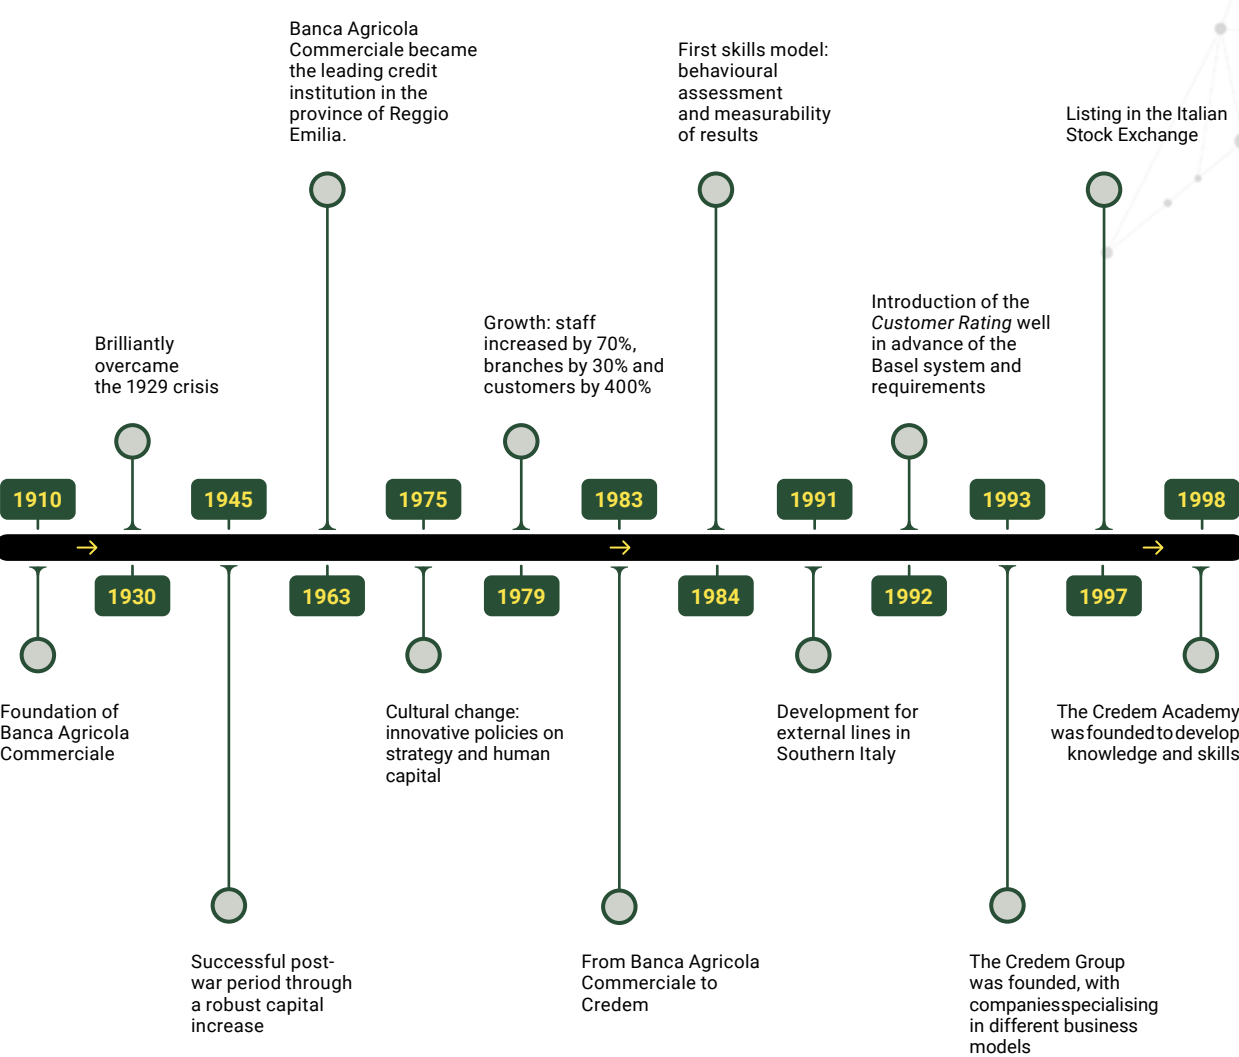 Banca Agricola
Commerciale became
the leading credit
institution in the
province of Reggio
Emilia.
First skills model:
behavioural
assessment
and measurability
of results
Listing in the Italian
Stock Exchange
Brilliantly
overcame
the 1929 crisis
Growth: staff
increased by 70%,
branches by 30% and
customers by 400%
Introduction of the
Customer Rating well
in advance of the
Basel system and
requirements
1910
1945
1975
1983
1991
1993
1998
1930
1963
1979
1984
1992
1997
Foundation of
Banca Agricola
Commerciale
Cultural change:
innovative policies on
strategy and human
capital
Development for
external lines in
Southern Italy
The Credem Academy
was founded to develop
knowledge and skills
Successful post-
war period through
a robust capital
increase
From Banca Agricola
Commerciale to
Credem
The Credem Group
was founded, with
companies specialising
in different business
models